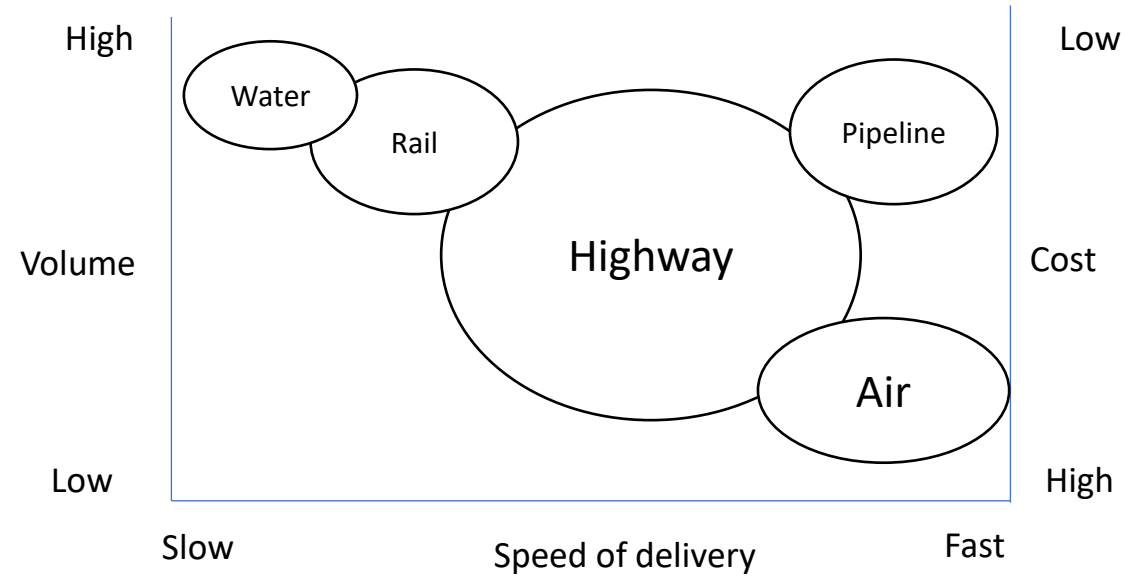 High
Low
Water
Rail
Pipeline
Volume
Highway
Cost
Air
Low
High
Slow
Speed of delivery
Fast